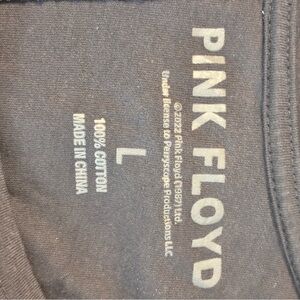 PINK FLOYD
©2022 Pink Floyd (1987) Ltd.
Under license to Perryscope Productions LLC
L
100% COTTON
MADE IN CHINA